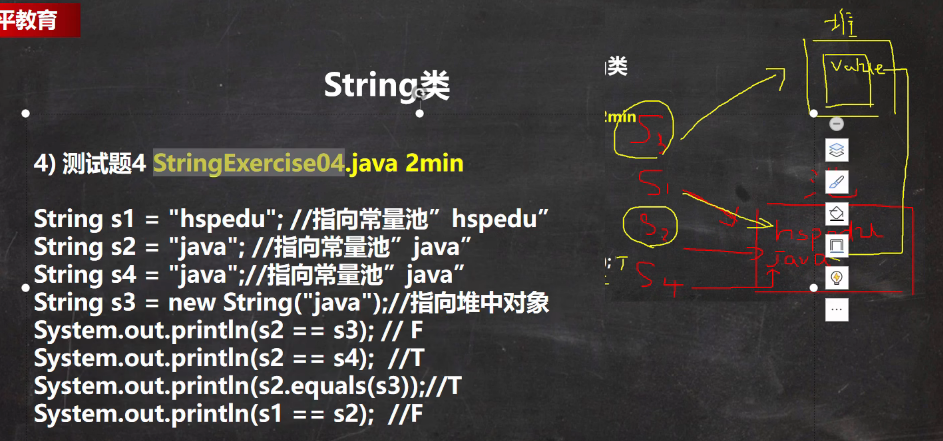 平教育
String类
4) 测试题4 StringExercise04.java 2min
String s1 = "hspedu"; //指向常量池”hspedu”
String s2 = "java"; //指向常量池”java”
String s4 = "java";//指向常量池”java”
String s3 = new String("java");//指向堆中对象
System.out.println(s2 == s3); // F
System.out.println(s2 == s4);  //T
System.out.println(s2.equals(s3));//T
System.out.println(s1 == s2);  //F
堆
value
类
2min
S1
hspedu
java
T
S4